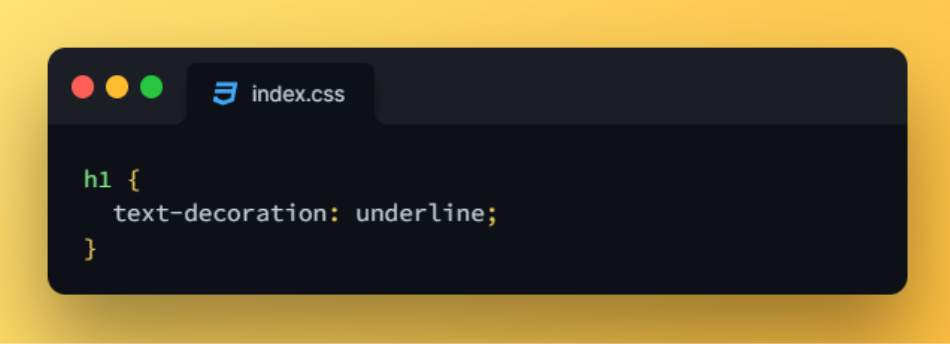 index.css
h1 {
  text-decoration: underline;
}